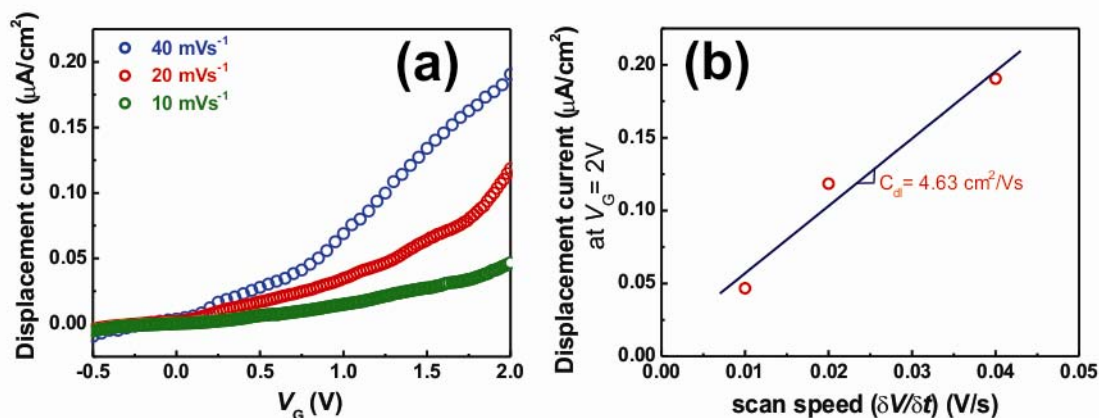 (a)
40 mVs⁻¹
20 mVs⁻¹
10 mVs⁻¹
Displacement current (μA/cm²)
0.20
0.15
0.10
0.05
0.00
-0.5 0.0 0.5 1.0 1.5 2.0
V_G (V)
(b)
Displacement current (μA/cm²)
at V_G = 2V
0.20
0.15
0.10
0.05
0.00
C_dl = 4.63 cm²/Vs
0.00 0.01 0.02 0.03 0.04 0.05
scan speed (δV/δt) (V/s)